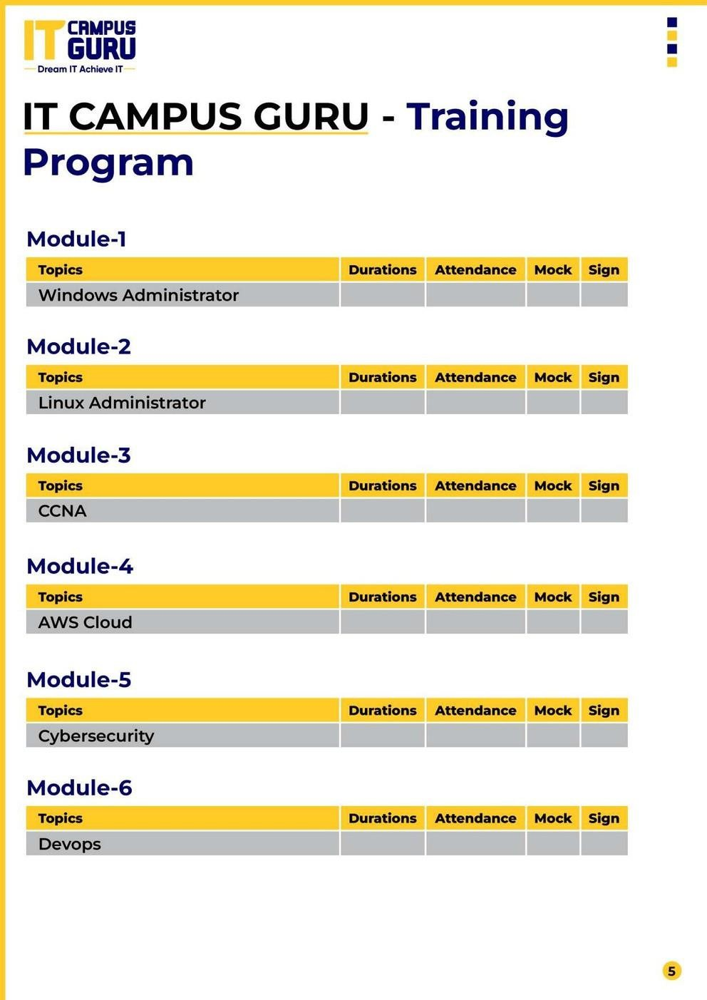 IT CAMPUS
GURU
Dream IT Achieve IT
IT CAMPUS GURU - Training
Program
Module-1
Topics Durations Attendance Mock Sign
Windows Administrator
Module-2
Topics Durations Attendance Mock Sign
Linux Administrator
Module-3
Topics Durations Attendance Mock Sign
CCNA
Module-4
Topics Durations Attendance Mock Sign
AWS Cloud
Module-5
Topics Durations Attendance Mock Sign
Cybersecurity
Module-6
Topics Durations Attendance Mock Sign
Devops
5